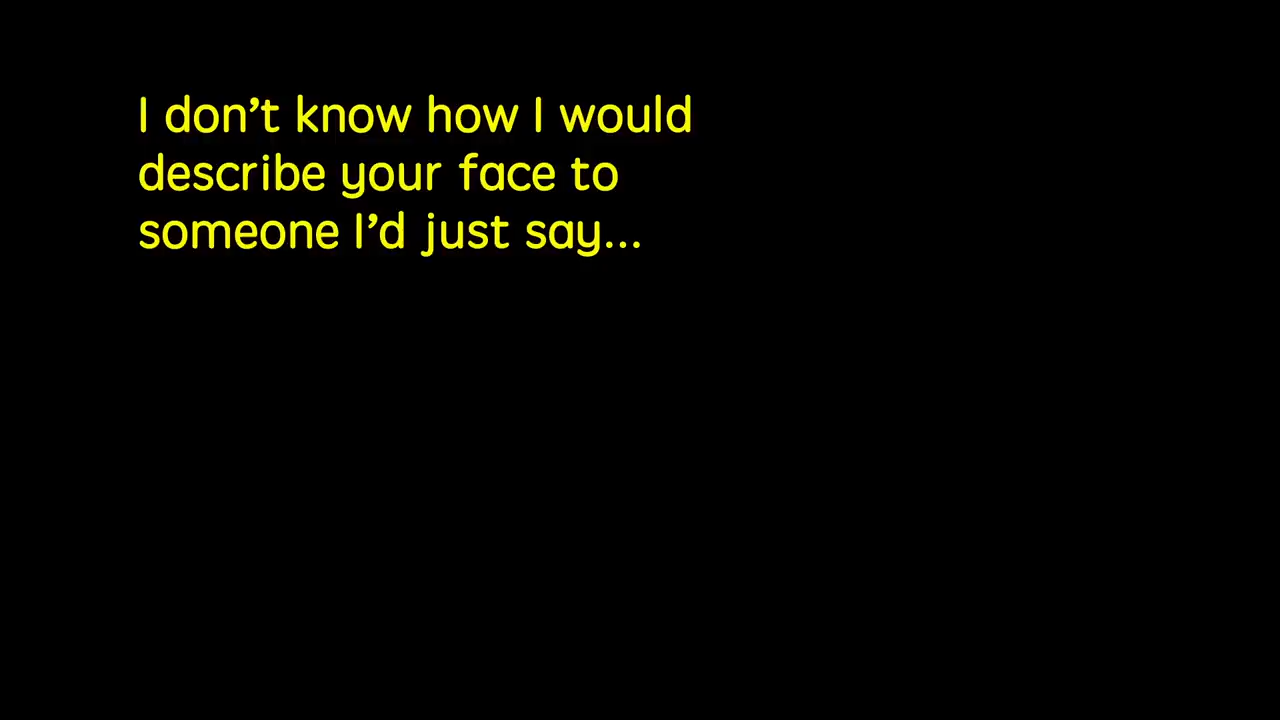 I don’t know how I would
describe your face to
someone I’d just say...